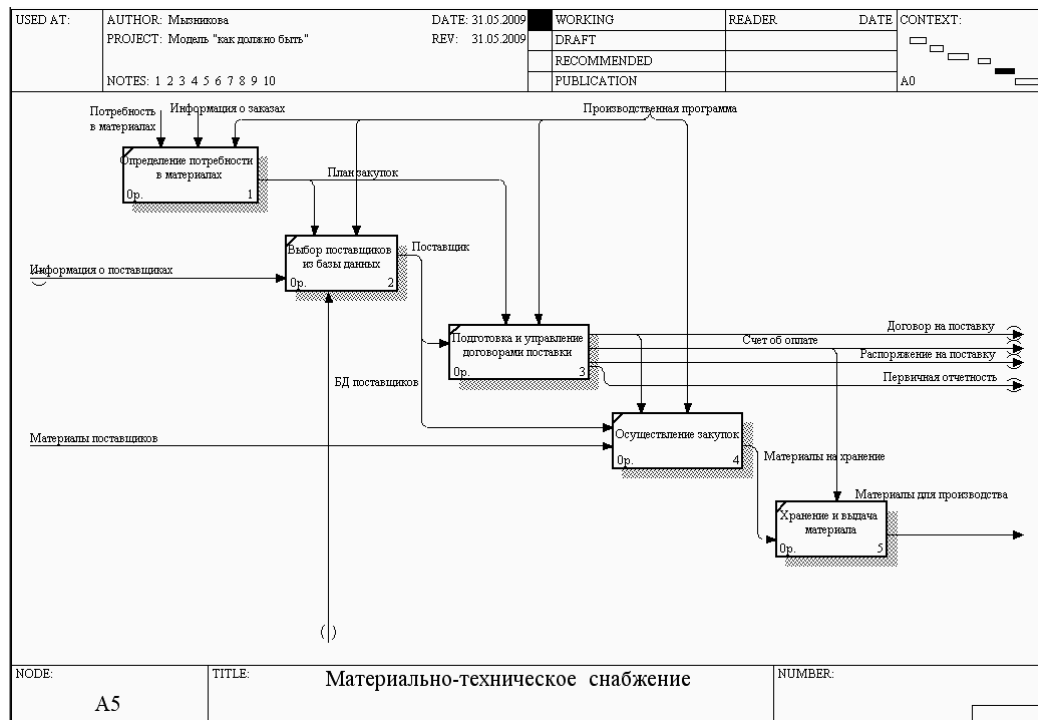 USED AT:
AUTHOR: Мызникова
DATE: 31.05.2009
PROJECT: Модель "как должно быть"
REV: 31.05.2009
NOTES: 1 2 3 4 5 6 7 8 9 10
WORKING
DRAFT
RECOMMENDED
PUBLICATION
READER
DATE
CONTEXT:
A0
Потребность
в материалах
Информация о заказах
Производственная программа
Определение потребности
в материалах
0р.
1
План закупок
Выбор поставщиков
из базы данных
0р.
2
Поставщик
Информация о поставщиках
Подготовка и управление
договорами поставки
0р.
3
Договор на поставку
Счет об оплате
Распоряжение на поставку
Первичная отчетность
БД поставщиков
Материалы поставщиков
Осуществление закупок
0р.
4
Материалы на хранение
Материалы для производства
Хранение и выдача
материала
0р.
5
NODE:
A5
TITLE:
Материально-техническое снабжение
NUMBER: